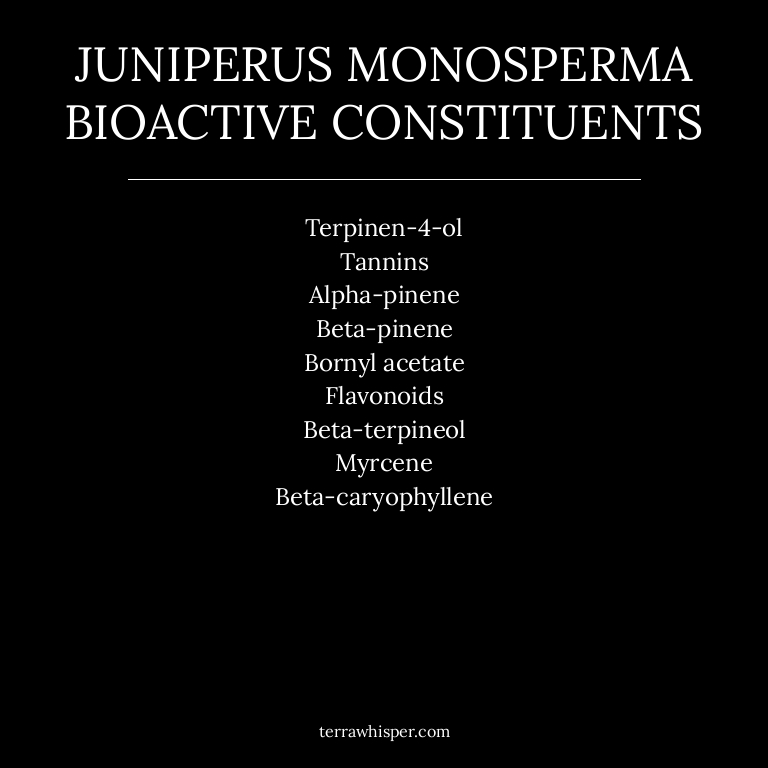 JUNIPERUS MONOSPERMA
BIOACTIVE CONSTITUENTS
Terpinen-4-ol
Tannins
Alpha-pinene
Beta-pinene
Bornyl acetate
Flavonoids
Beta-terpineol
Myrcene
Beta-caryophyllene
terrawhisper.com